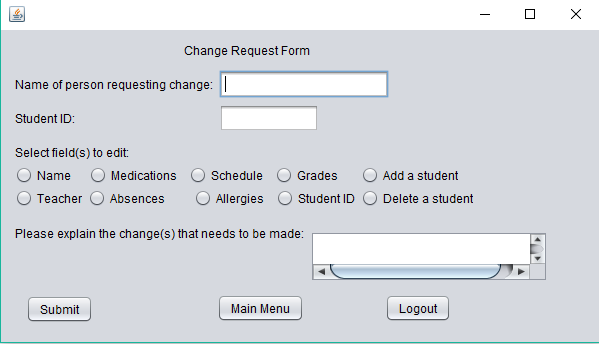 Change Request Form
Name of person requesting change:
Student ID:
Select field(s) to edit:
Name Medications Schedule Grades Add a student
Teacher Absences Allergies Student ID Delete a student
Please explain the change(s) that needs to be made:
Submit Main Menu Logout